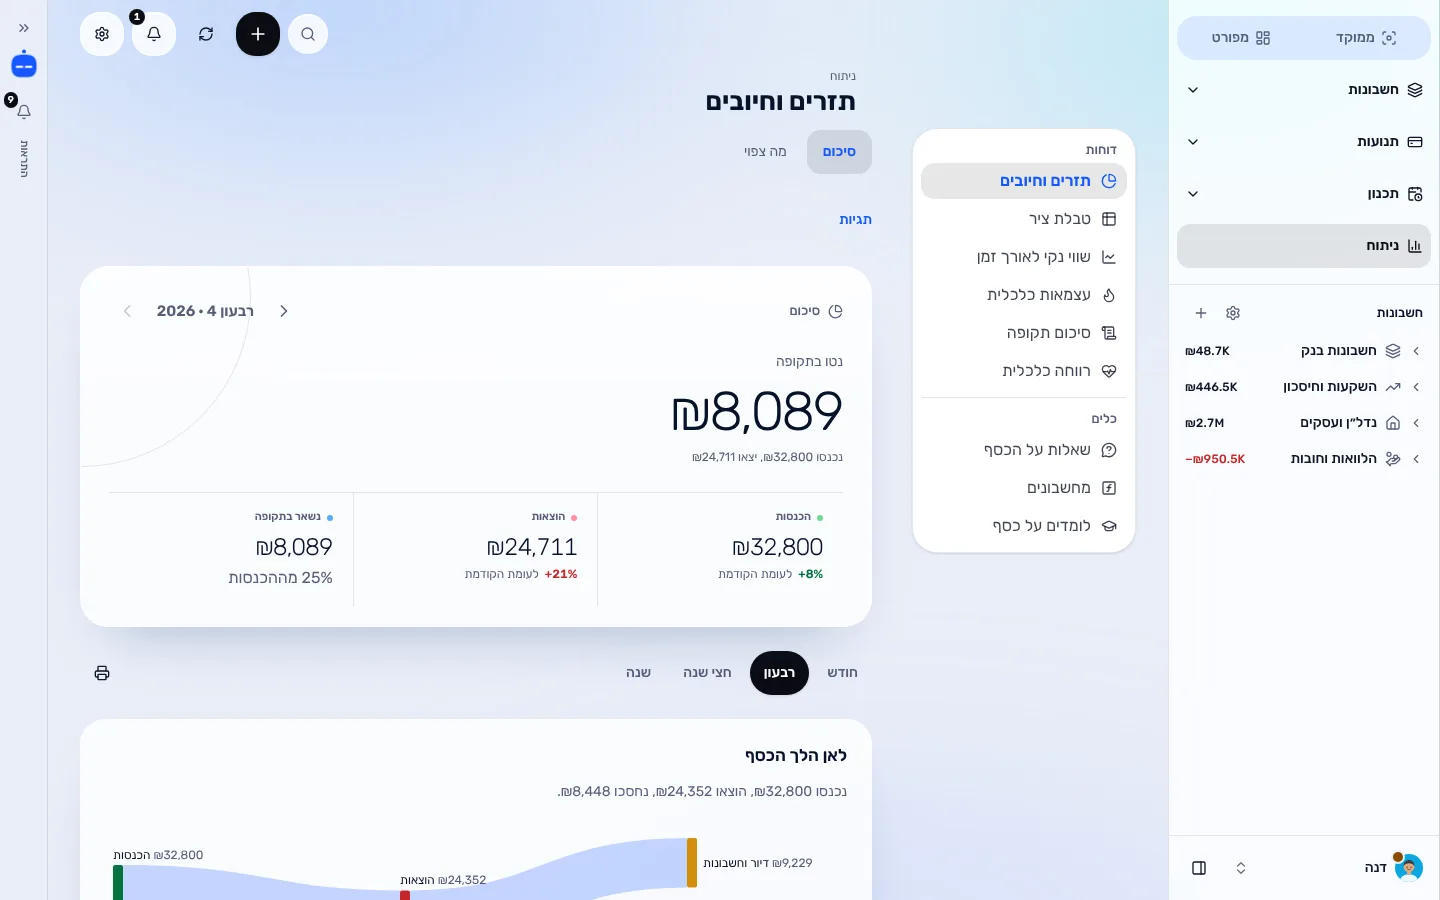 ממוקד
מפורט
חשבונות
תנועות
תכנון
ניתוח
חשבונות
חשבונות בנק ₪48.7K
השקעות וחיסכון ₪446.5K
נדל״ן ועסקים ₪2.7M
הלוואות וחובות −₪950.5K
דנה
דוחות
תזרים וחיובים
טבלת ציר
שווי נקי לאורך זמן
עצמאות כלכלית
סיכום תקופה
רווחה כלכלית
כלים
שאלות על הכסף
מחשבונים
לומדים על כסף
1
ניתוח
תזרים וחיובים
סיכום
מה צפוי
תגיות
סיכום
רבעון 4 · 2026
נטו בתקופה
₪8,089
נכנסו ₪32,800, יצאו ₪24,711
הכנסות
₪32,800
+8% לעומת הקודמת
הוצאות
₪24,711
+21% לעומת הקודמת
נשאר בתקופה
₪8,089
25% מההכנסות
חודש
רבעון
חצי שנה
שנה
לאן הלך הכסף
נכנסו ₪32,800, הוצאו ₪24,352, נחסכו ₪8,448.
דיור וחשבונות ₪9,229
הוצאות ₪24,352
הכנסות ₪32,800
9
התראות